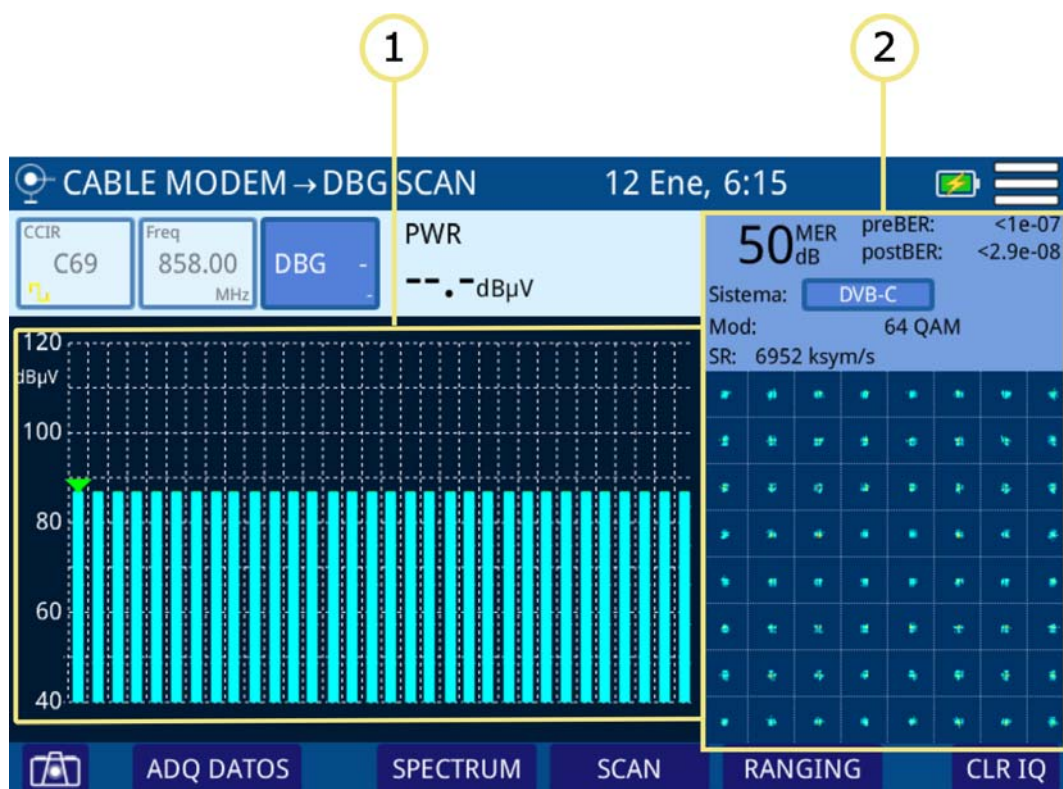 1
2
CABLE MODEM → DBG SCAN
12 Ene, 6:15
CCIR
C69
Freq
858.00
MHz
DBG -
-
PWR
--.-dBµV
50 MER dB
preBER: <1e-07
postBER: <2.9e-08
Sistema: DVB-C
Mod: 64 QAM
SR: 6952 ksym/s
120
dBµV
100
80
60
40
ADQ DATOS
SPECTRUM
SCAN
RANGING
CLR IQ